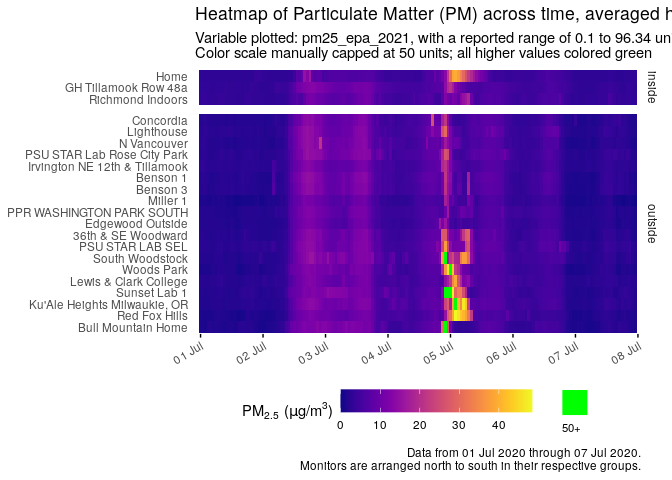 Heatmap of Particulate Matter (PM) across time, averaged h
Variable plotted: pm25_epa_2021, with a reported range of 0.1 to 96.34 un
Color scale manually capped at 50 units; all higher values colored green
Home
GH Tillamook Row 48a
Richmond Indoors
Inside
Concordia
Lighthouse
N Vancouver
PSU STAR Lab Rose City Park
Irvington NE 12th & Tillamook
Benson 1
Benson 3
Miller 1
PPR WASHINGTON PARK SOUTH
Edgewood Outside
36th & SE Woodward
PSU STAR LAB SEL
South Woodstock
Woods Park
Lewis & Clark College
Sunset Lab 1
Ku'Ale Heights Milwaukie, OR
Red Fox Hills
Bull Mountain Home
outside
01 Jul 02 Jul 03 Jul 04 Jul 05 Jul 06 Jul 07 Jul 08 Jul
PM2.5 (µg/m3)
0 10 20 30 40 50+
Data from 01 Jul 2020 through 07 Jul 2020.
Monitors are arranged north to south in their respective groups.